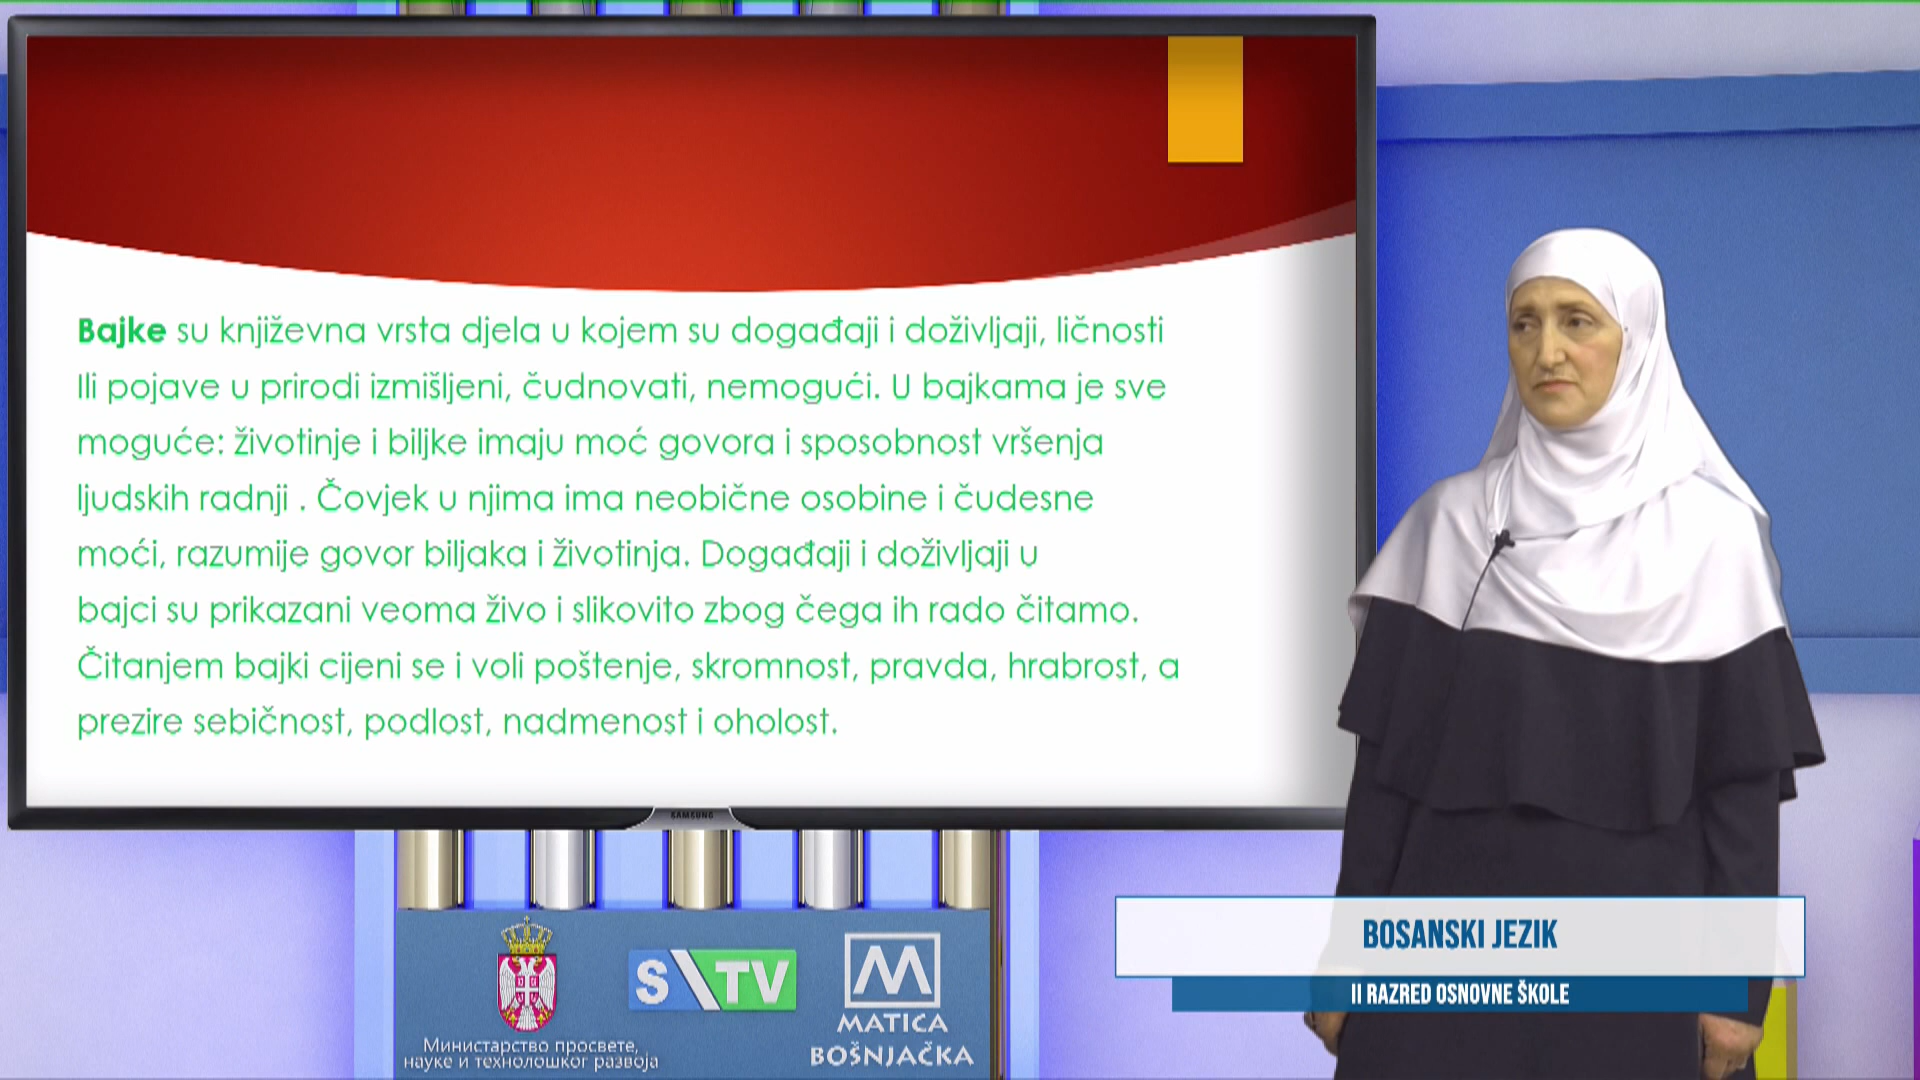 Bajke su književna vrsta djela u kojem su događaji i doživljaji, ličnosti
Ili pojave u prirodi izmišljeni, čudnovati, nemogući. U bajkama je sve
moguće: životinje i biljke imaju moć govora i sposobnost vršenja
ljudskih radnji . Čovjek u njima ima neobične osobine i čudesne
moći, razumije govor biljaka i životinja. Događaji i doživljaji u
bajci su prikazani veoma živo i slikovito zbog čega ih rado čitamo.
Čitanjem bajki cijeni se i voli poštenje, skromnost, pravda, hrabrost, a
prezire sebičnost, podlost, nadmenost i oholost.
SAMSUNG
BOSANSKI JEZIK
II RAZRED OSNOVNE ŠKOLE
Министарство просвете,
науке и технолошког развоја
S TV
MATICA
BOŠNJAČKA